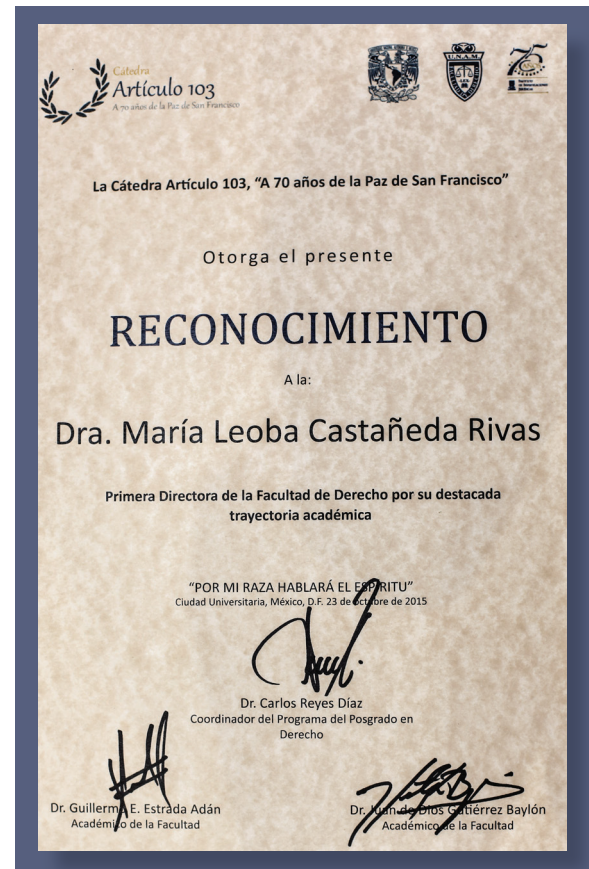 Cátedra
Artículo 103
A 70 años de la Paz de San Francisco
U.N.A.M.
75
AÑOS
La Cátedra Artículo 103, “A 70 años de la Paz de San Francisco”
Otorga el presente
RECONOCIMIENTO
A la:
Dra. María Leoba Castañeda Rivas
Primera Directora de la Facultad de Derecho por su destacada
trayectoria académica
“POR MI RAZA HABLARÁ EL ESPÍRITU”
Ciudad Universitaria, México, D.F. 23 de octubre de 2015
Dr. Carlos Reyes Díaz
Coordinador del Programa del Posgrado en
Derecho
Dr. Guillermo E. Estrada Adán
Académico de la Facultad
Dr. Juan de Dios Gutiérrez Baylón
Académico de la Facultad